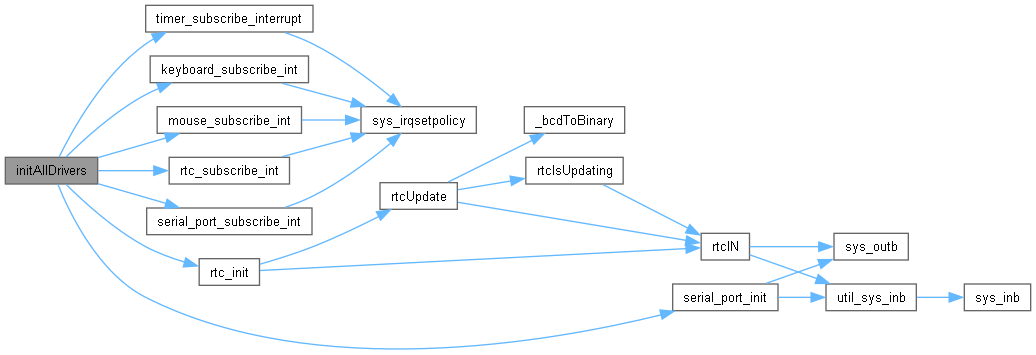 timer_subscribe_interrupt
keyboard_subscribe_int
mouse_subscribe_int
sys_irqsetpolicy
_bcdToBinary
initAllDrivers
rtc_subscribe_int
rtcIsUpdating
rtcUpdate
serial_port_subscribe_int
rtcIN
sys_outb
rtc_init
serial_port_init
util_sys_inb
sys_inb